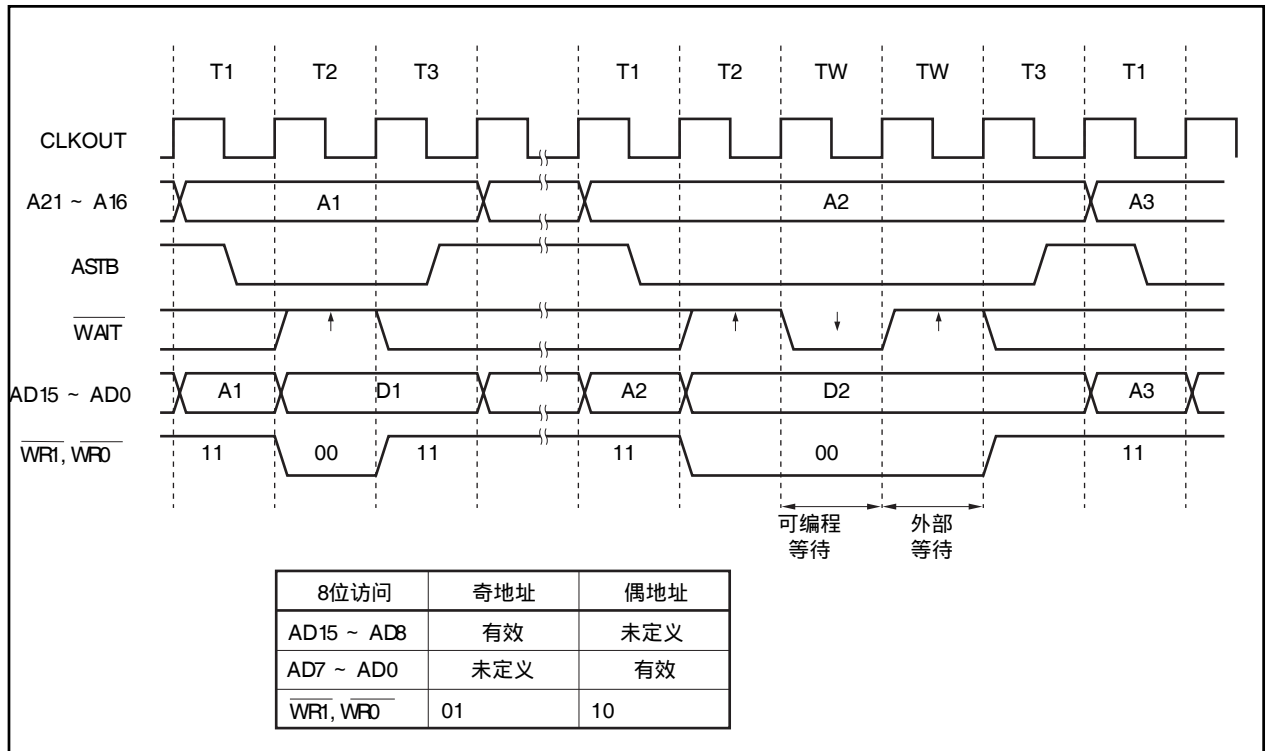 T1 T2 T3 T1 T2 TW TW T3 T1
CLKOUT
A21 ~ A16 A1 A2 A3
ASTB
WAIT
AD15 ~ AD0 A1 D1 A2 D2 A3
WR1, WR0 11 00 11 11 00 11
可编程
等待
外部
等待
8位访问 奇地址 偶地址
AD15 ~ AD8 有效 未定义
AD7 ~ AD0 未定义 有效
WR1, WR0 01 10